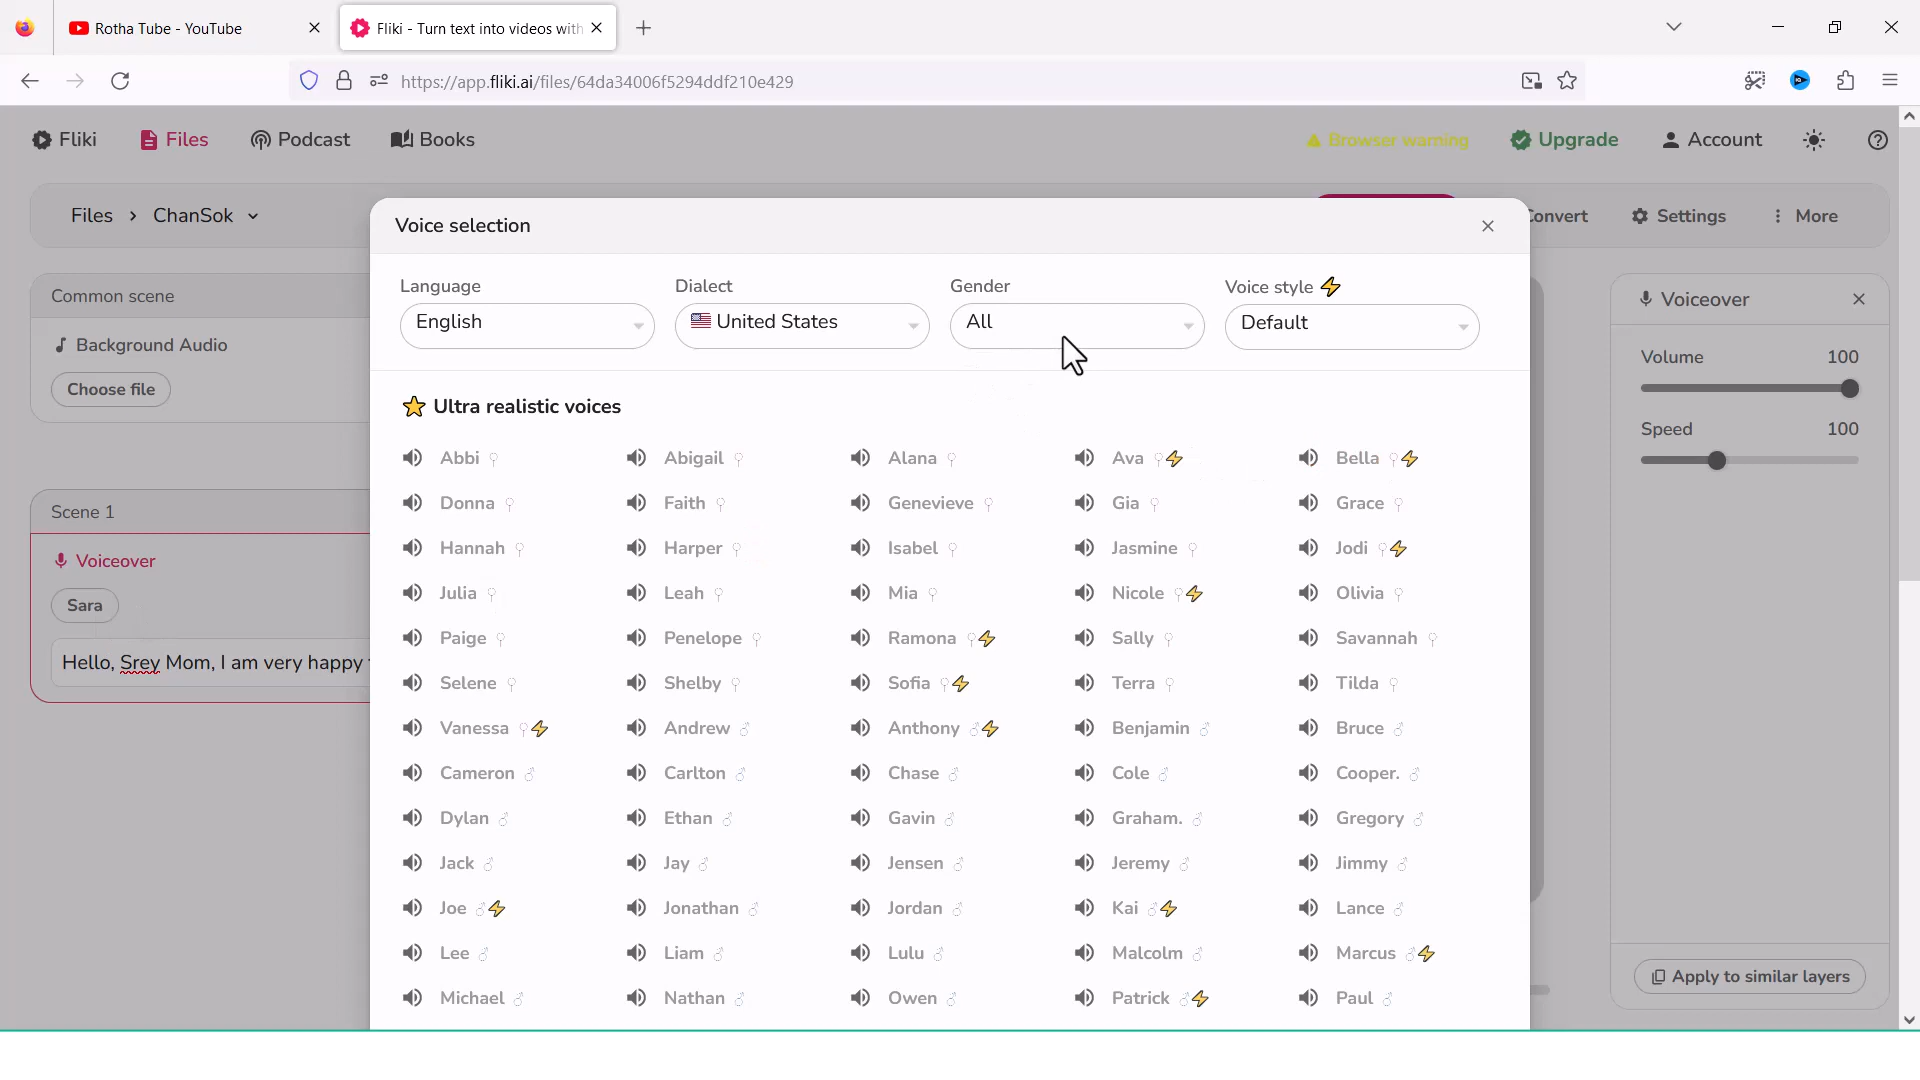 Rotha Tube - YouTube
Fliki - Turn text into videos with
https://app.fliki.ai/files/64da34006f5294ddf210e429
Fliki Files Podcast Books Browser warning Upgrade Account
Files ChanSok onvert Settings More
Voice selection
Common scene
Background Audio
Choose file
Language Dialect Gender Voice style
English United States All Default
Voiceover
Volume 100
Speed 100
Ultra realistic voices
Abbi Abigail Alana Ava Bella
Donna Faith Genevieve Gia Grace
Hannah Harper Isabel Jasmine Jodi
Julia Leah Mia Nicole Olivia
Paige Penelope Ramona Sally Savannah
Selene Shelby Sofia Terra Tilda
Vanessa Andrew Anthony Benjamin Bruce
Cameron Carlton Chase Cole Cooper.
Dylan Ethan Gavin Graham. Gregory
Jack Jay Jensen Jeremy Jimmy
Joe Jonathan Jordan Kai Lance
Lee Liam Lulu Malcolm Marcus
Michael Nathan Owen Patrick Paul
Scene 1
Voiceover
Sara
Hello, Srey Mom, I am very happy
Apply to similar layers